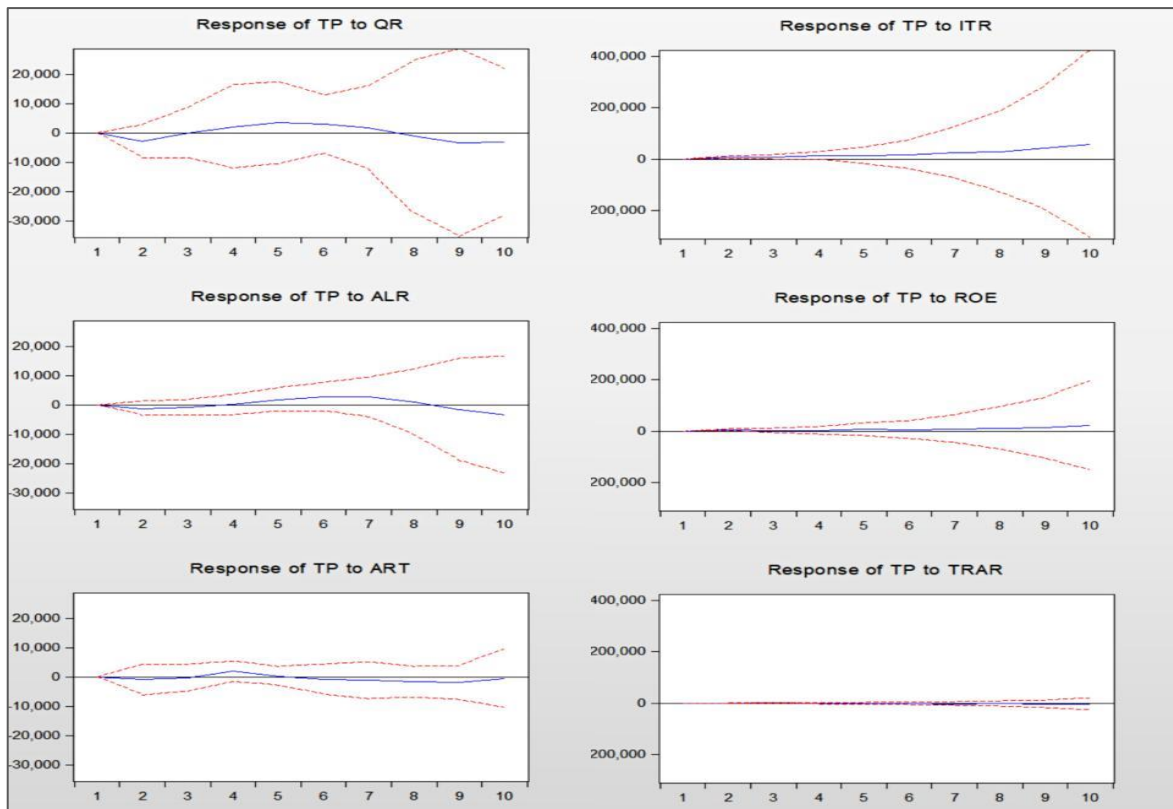 Response of TP to QR
20,000
10,000
0
-10,000
-20,000
-30,000
1 2 3 4 5 6 7 8 9 10
Response of TP to ITR
400,000
200,000
0
200,000
1 2 3 4 5 6 7 8 9 10
Response of TP to ALR
20,000
10,000
0
-10,000
-20,000
-30,000
1 2 3 4 5 6 7 8 9 10
Response of TP to ROE
400,000
200,000
0
200,000
1 2 3 4 5 6 7 8 9 10
Response of TP to ART
20,000
10,000
0
-10,000
-20,000
-30,000
1 2 3 4 5 6 7 8 9 10
Response of TP to TRAR
400,000
200,000
0
200,000
1 2 3 4 5 6 7 8 9 10